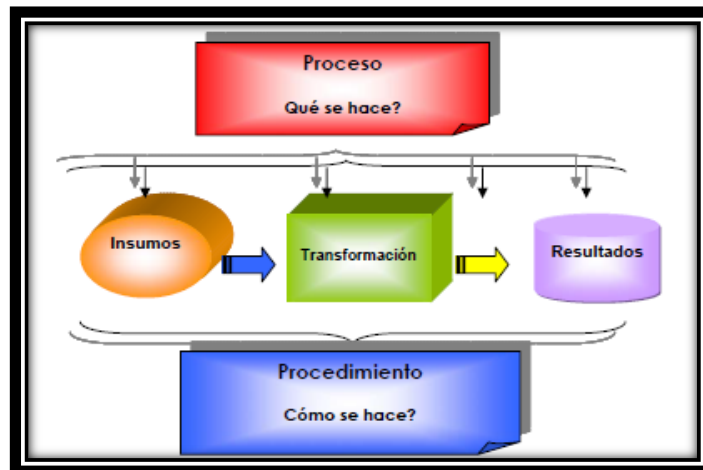 Proceso
Qué se hace?
Insumos
Transformación
Resultados
Procedimiento
Cómo se hace?